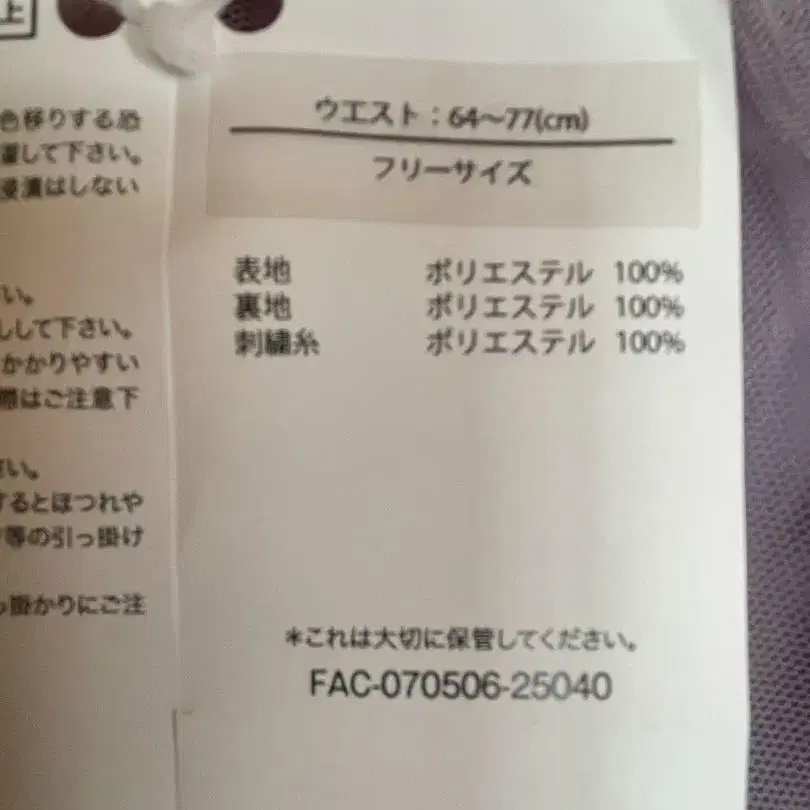 上
色移りする恐
濯して下さい。
浸漬はしない
い。
しして下さい。
かかりやすい
際はご注意下
さい。
するとほつれや
等の引っ掛け
っ掛かりにご注
ウエスト：64〜77(cm)
フリーサイズ
表地 ポリエステル 100%
裏地 ポリエステル 100%
刺繍糸 ポリエステル 100%
＊これは大切に保管してください。
FAC-070506-25040